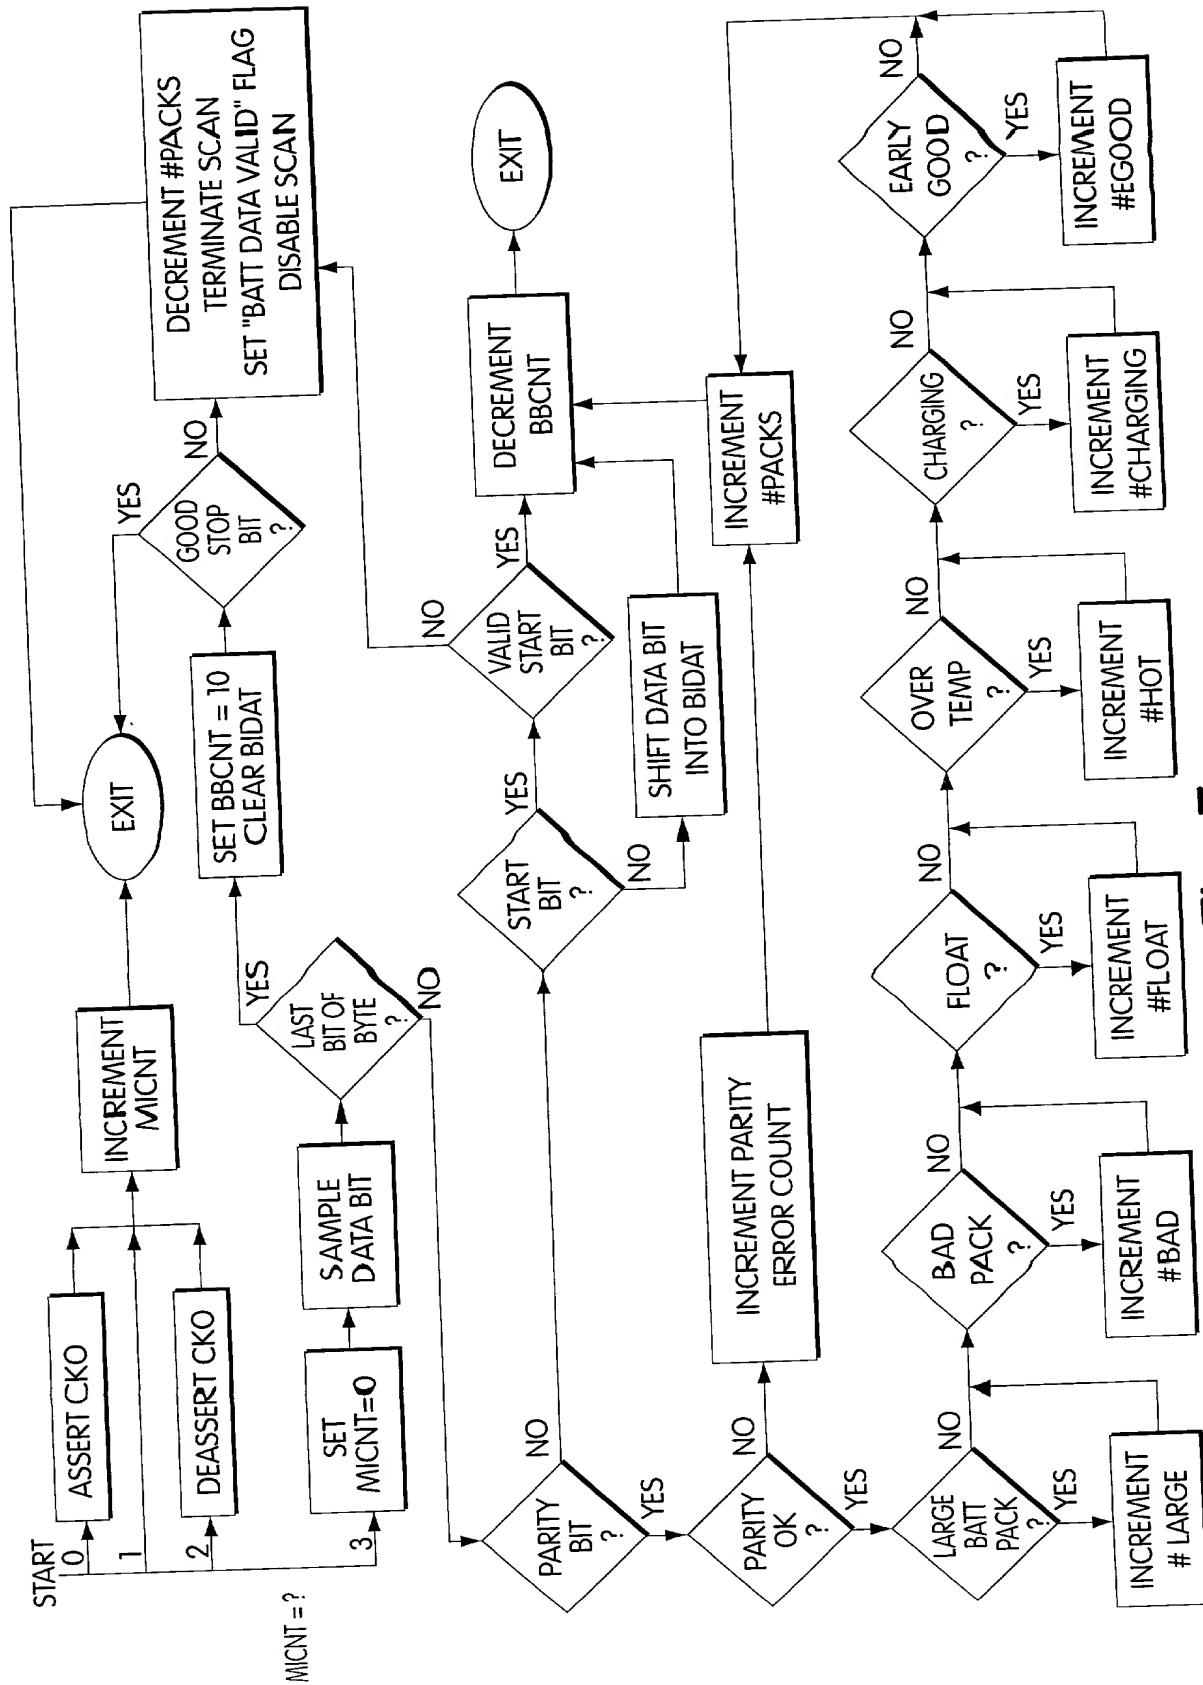 START
MICNT = ?
0
ASSERT CKO
1
2
DEASSERT CKO
3
SET
MICNT=0
SAMPLE
DATA BIT
INCREMENT
MICNT
EXIT
LAST
BIT OF
BYTE
?
YES
NO
SET BBCNT = 10
CLEAR BIDAT
GOOD
STOP
BIT
?
YES
NO
DECREMENT #PACKS
TERMINATE SCAN
SET "BATT DATA VALID" FLAG
DISABLE SCAN
PARITY
BIT
?
NO
YES
START
BIT
?
YES
NO
VALID
START
BIT
?
NO
YES
DECREMENT
BBCNT
EXIT
SHIFT DATA BIT
INTO BIDAT
PARITY
OK
?
NO
YES
INCREMENT PARITY
ERROR COUNT
INCREMENT
#PACKS
LARGE
BATT
PACK
?
NO
YES
INCREMENT
# LARGE
BAD
PACK
?
NO
YES
INCREMENT
#BAD
FLOAT
?
NO
YES
INCREMENT
#FLOAT
OVER
TEMP
?
NO
YES
INCREMENT
#HOT
CHARGING
?
NO
YES
INCREMENT
#CHARGING
EARLY
GOOD
?
NO
YES
INCREMENT
#EGOOD